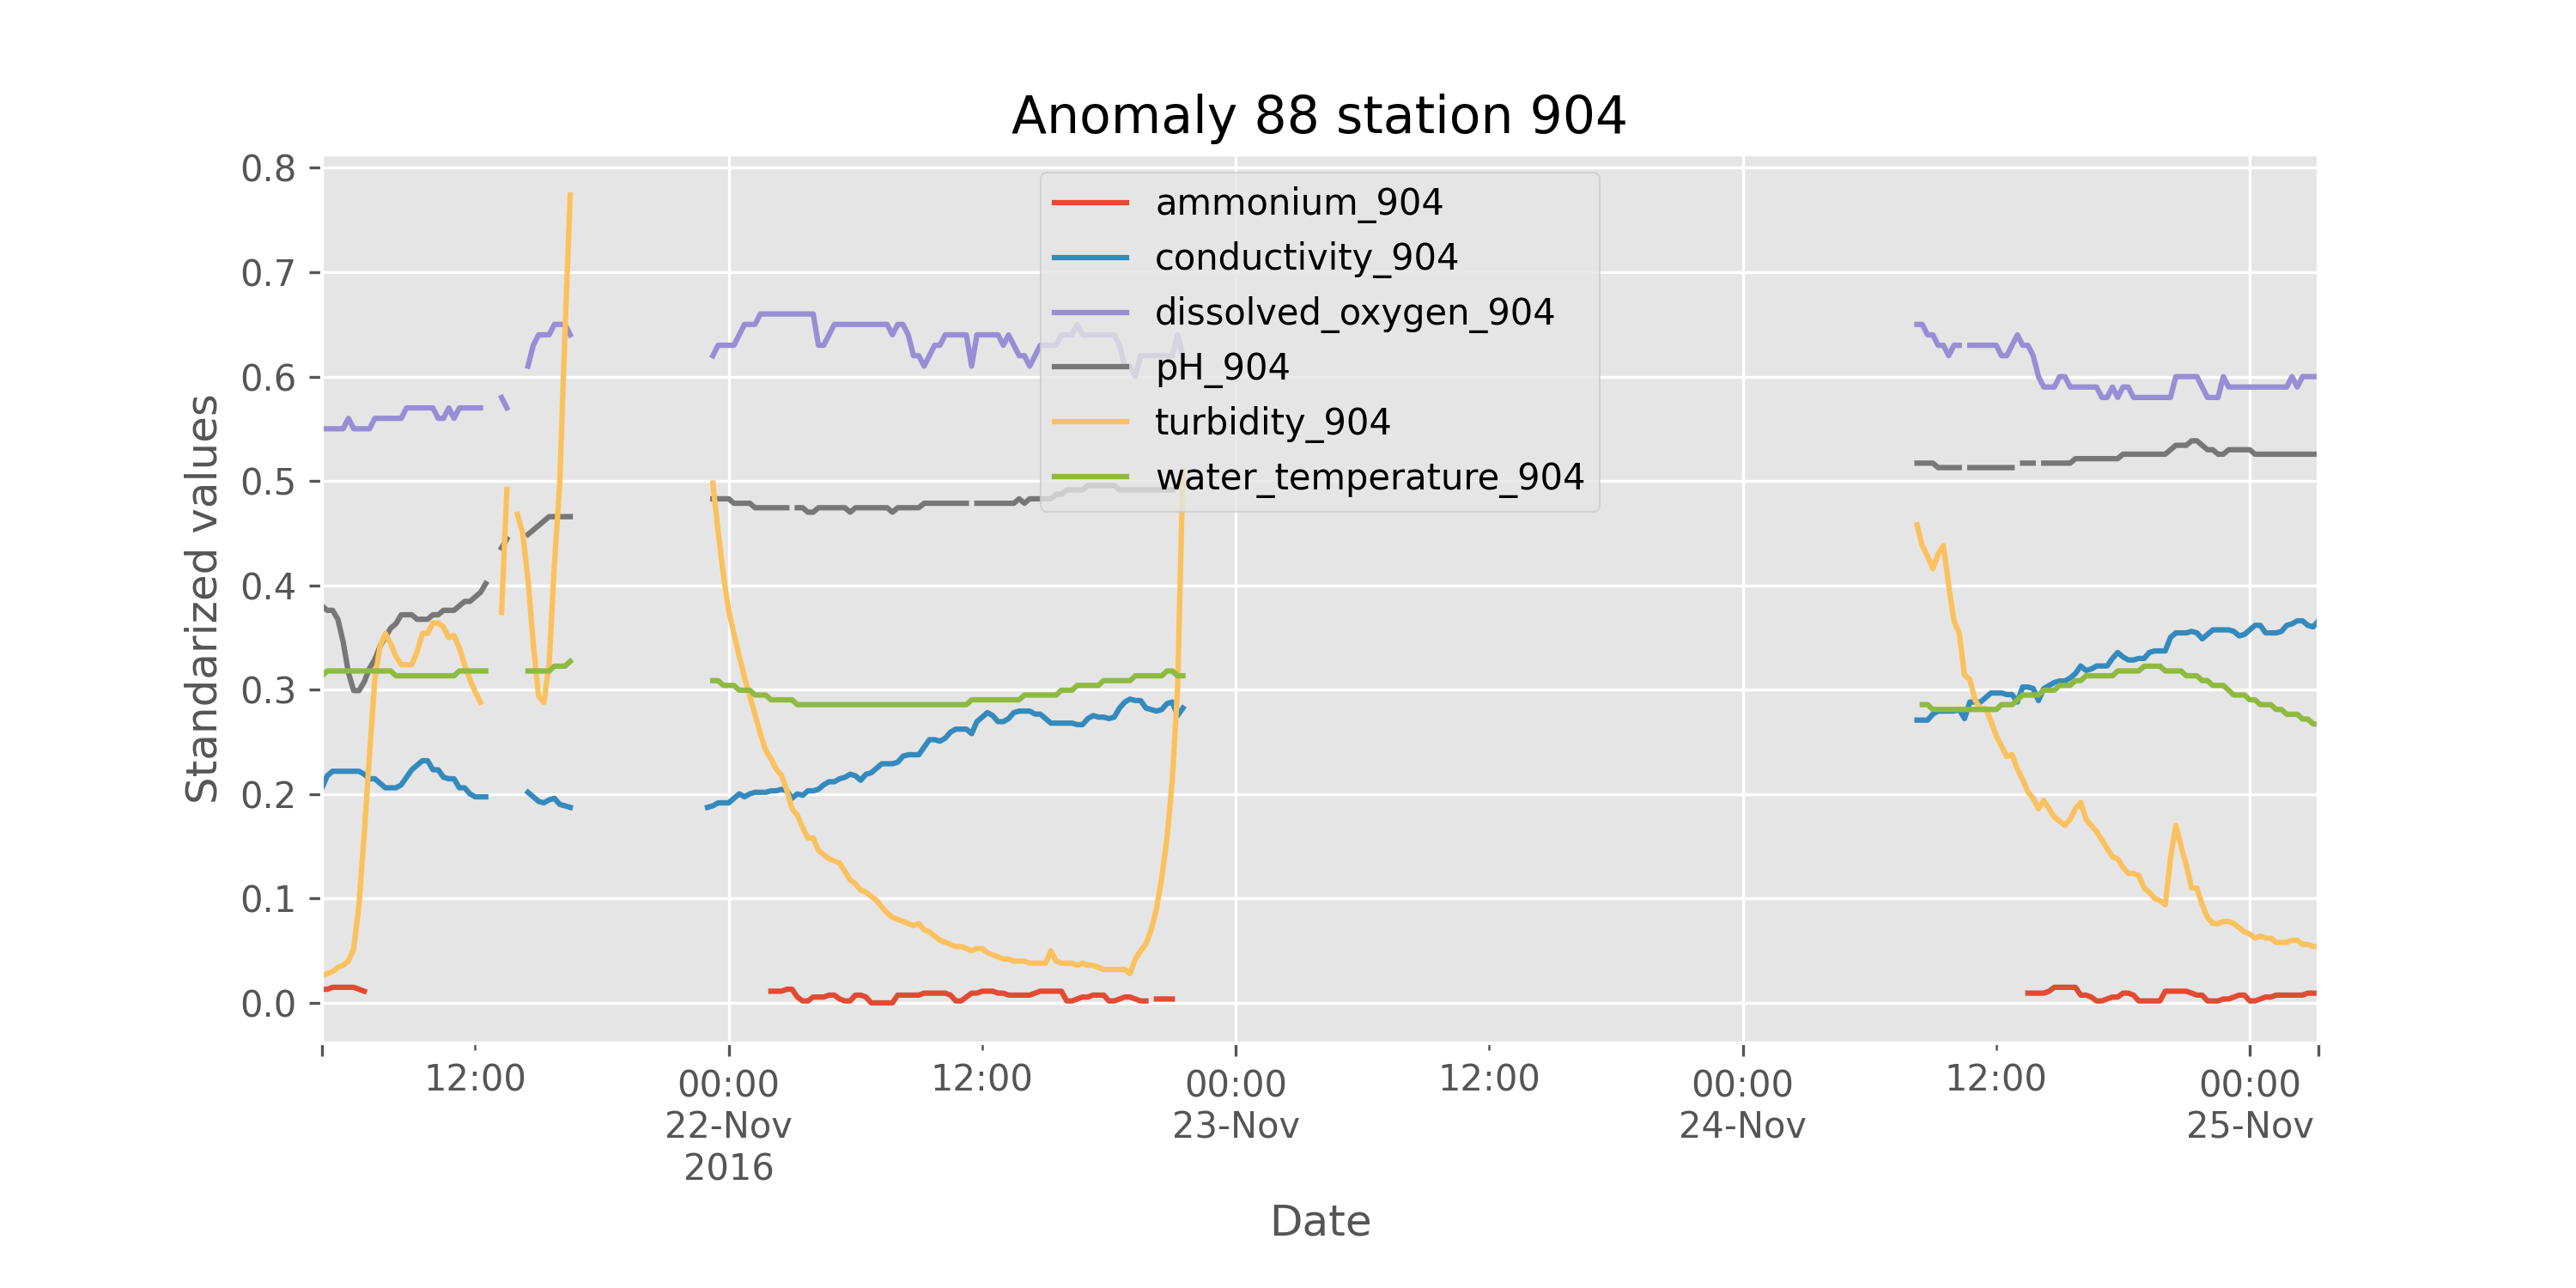 Anomaly 88 station 904
0.8
0.7
0.6
0.5
0.4
0.3
0.2
0.1
0.0
Standarized values
ammonium_904
conductivity_904
dissolved_oxygen_904
pH_904
turbidity_904
water_temperature_904
12:00
00:00
22-Nov
2016
12:00
00:00
23-Nov
12:00
00:00
24-Nov
12:00
00:00
25-Nov
Date